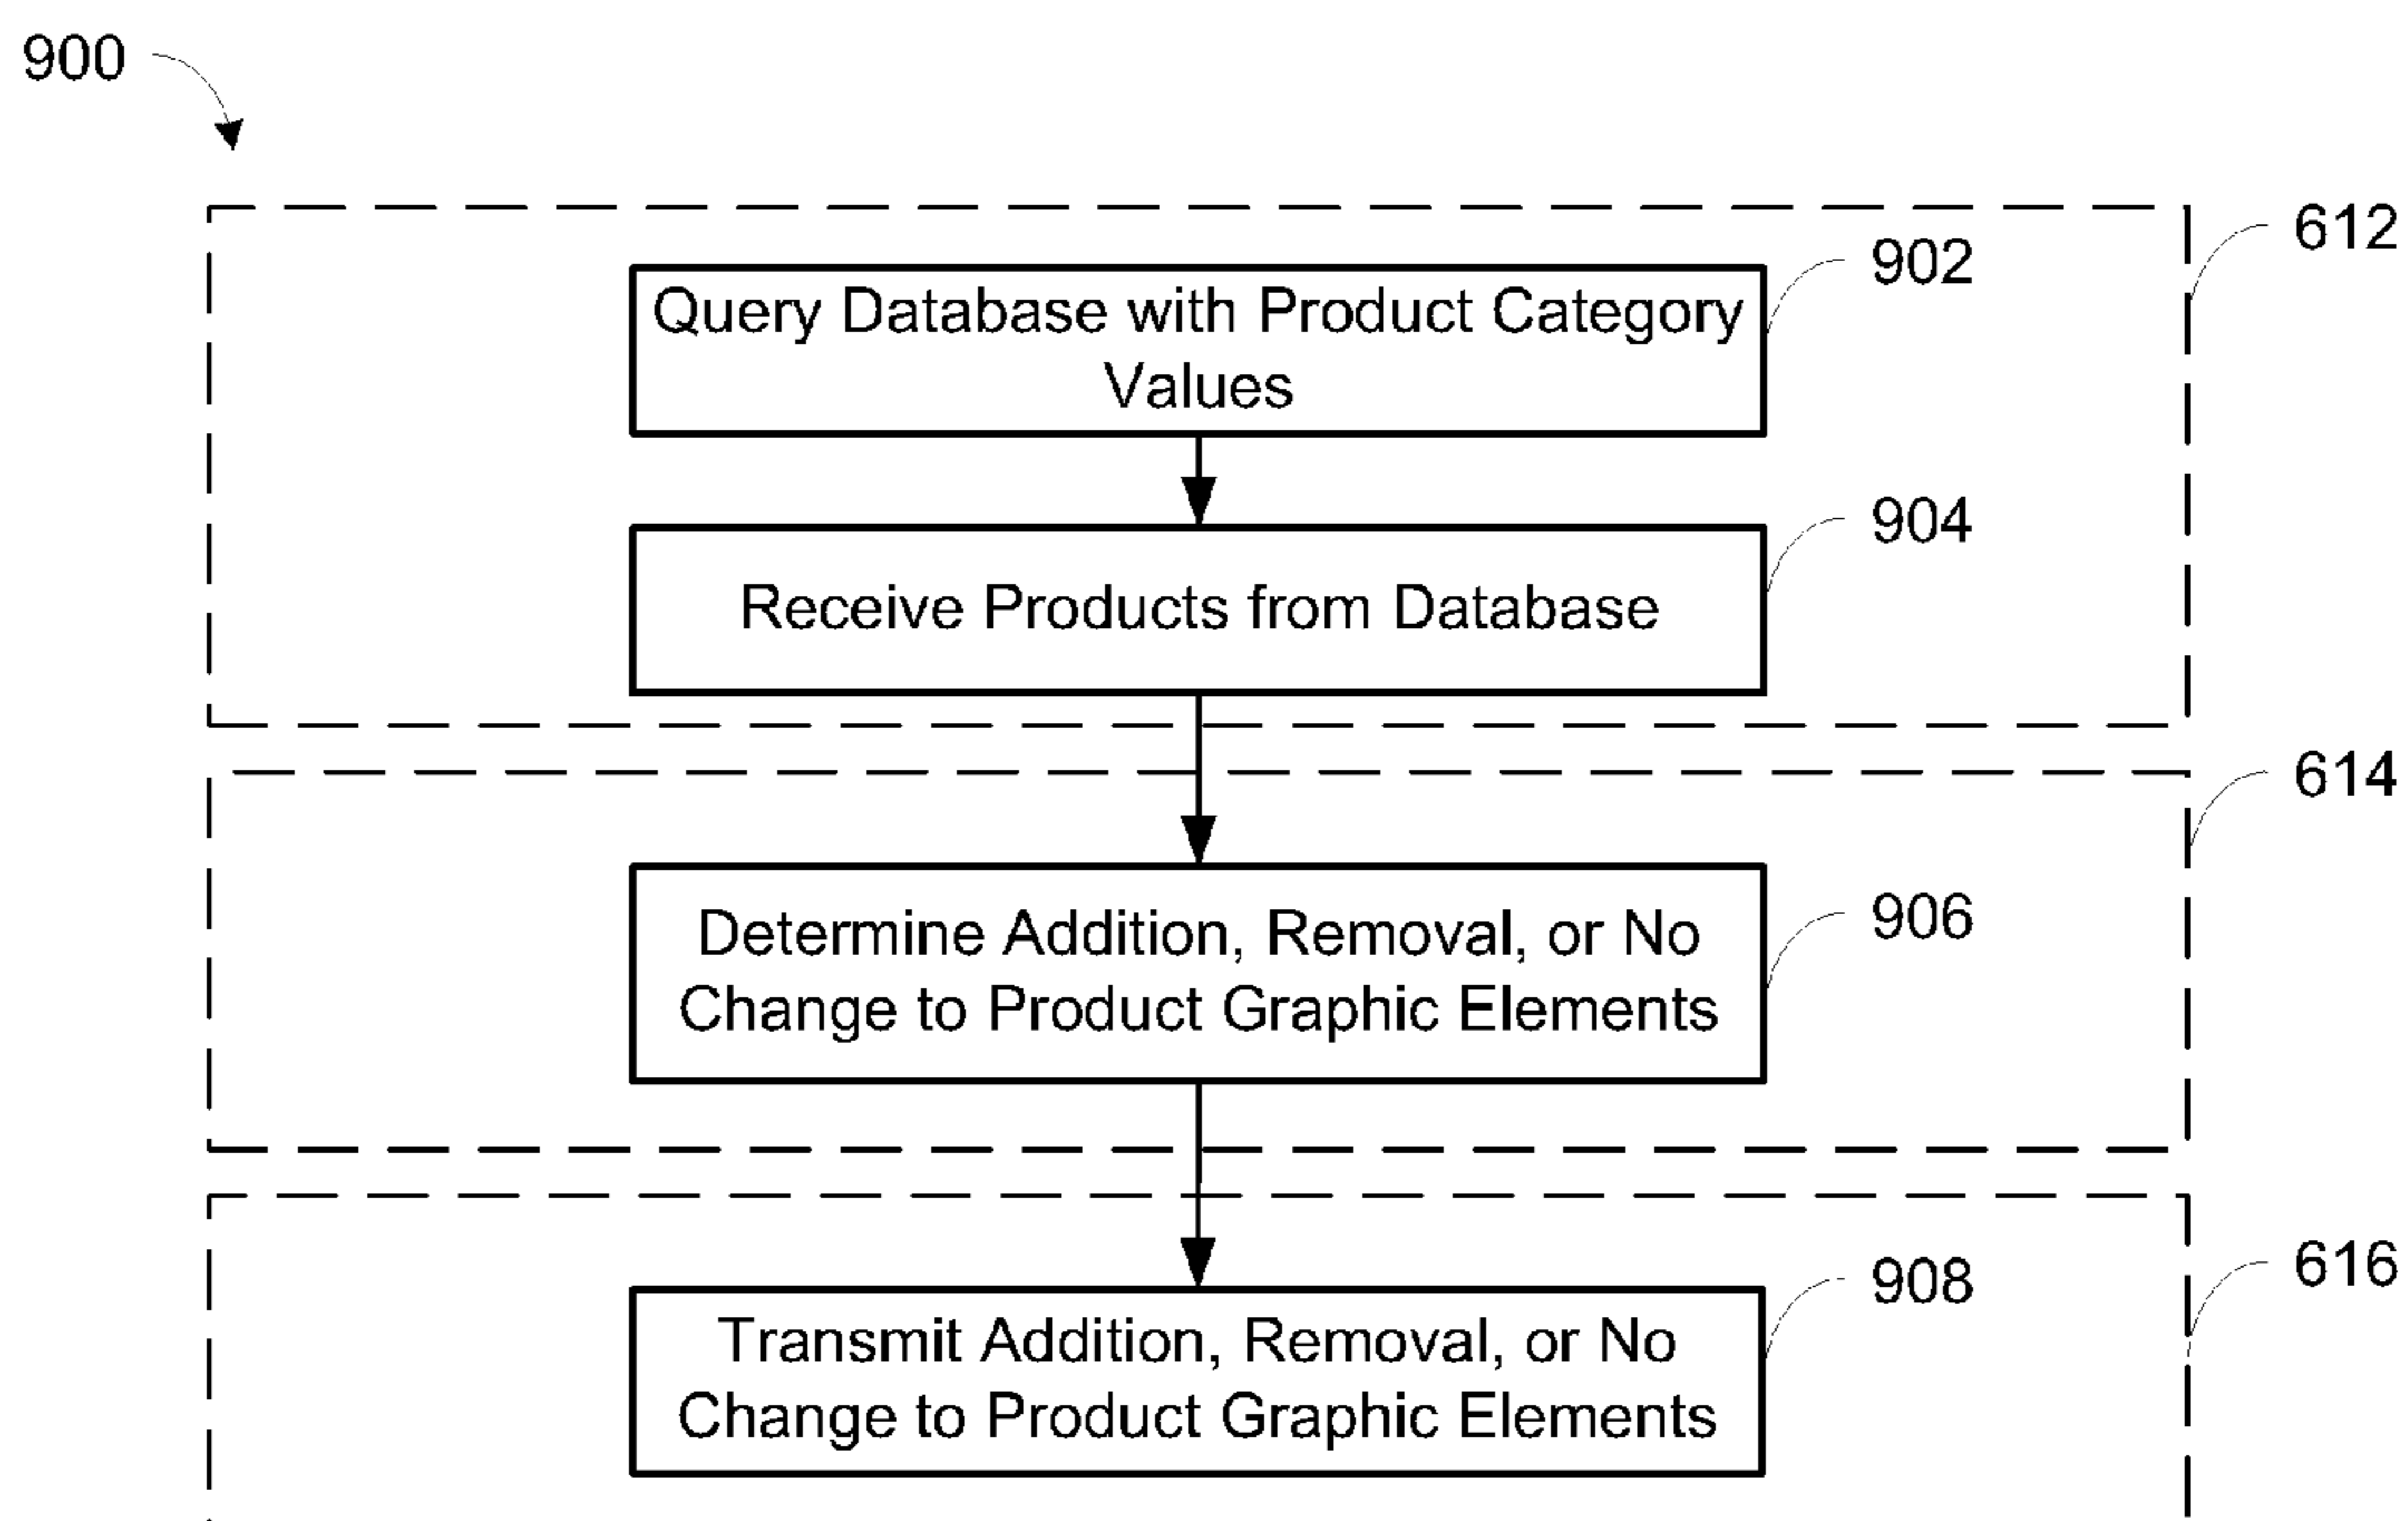 900
612
902
Query Database with Product Category
Values
904
Receive Products from Database
614
906
Determine Addition, Removal, or No
Change to Product Graphic Elements
616
908
Transmit Addition, Removal, or No
Change to Product Graphic Elements